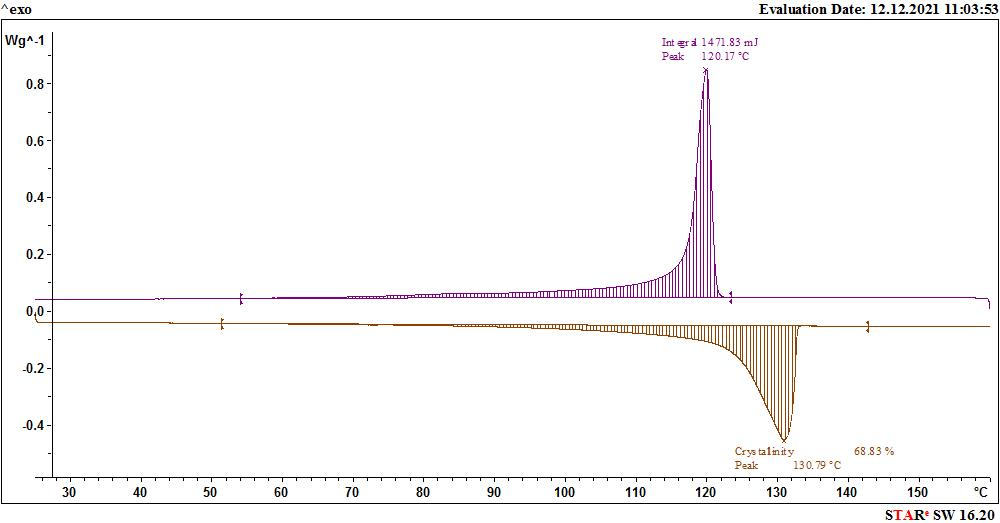 ^exo
Evaluation Date: 12.12.2021 11:03:53
Wg^-1
Integral 1471.83 mJ
Peak 120.17 °C
0.8
0.6
0.4
0.2
0.0
-0.2
-0.4
Crystallinity 68.83 %
Peak 130.79 °C
30 40 50 60 70 80 90 100 110 120 130 140 150 °C
STARe SW 16.20